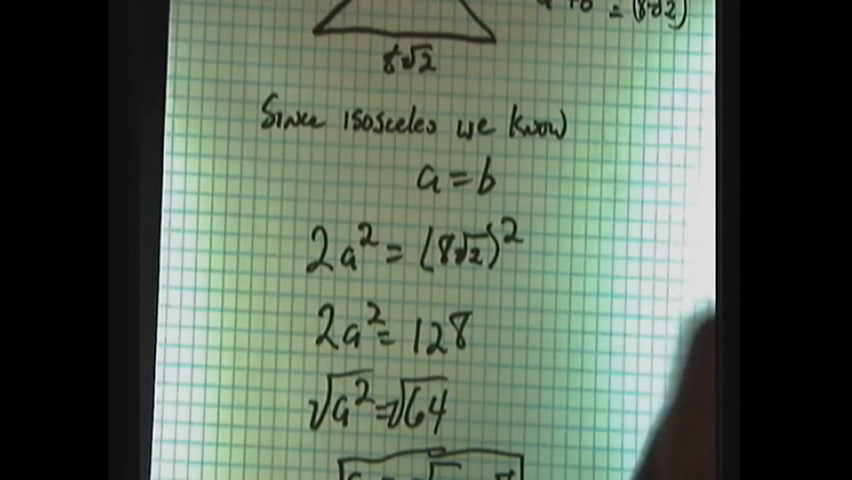 8√2
Since isosceles we know
a = b
2a² = (8√2)²
2a² = 128
√a² = √64